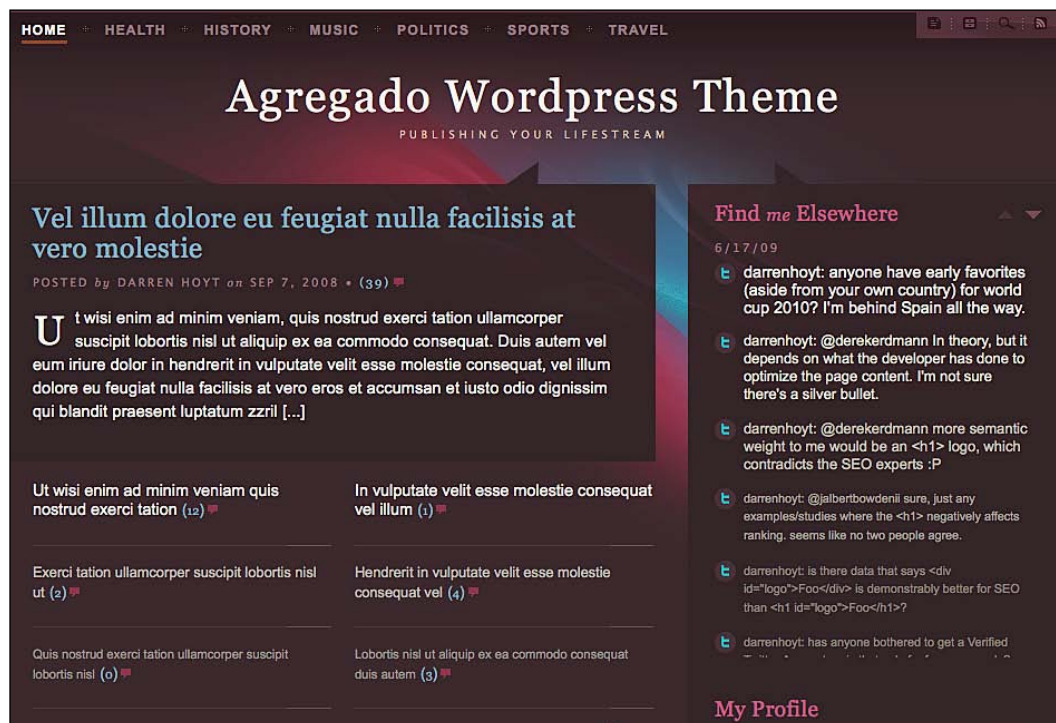 HOME HEALTH HISTORY MUSIC POLITICS SPORTS TRAVEL
Agregado Wordpress Theme
PUBLISHING YOUR LIFESTREAM
Vel illum dolore eu feugiat nulla facilisis at
vero molestie
POSTED by DARREN HOYT on SEP 7, 2008 • (39)
Ut wisi enim ad minim veniam, quis nostrud exerci tation ullamcorper
suscipit lobortis nisl ut aliquip ex ea commodo consequat. Duis autem vel
eum iriure dolor in hendrerit in vulputate velit esse molestie consequat, vel illum
dolore eu feugiat nulla facilisis at vero eros et accumsan et iusto odio dignissim
qui blandit praesent luptatum zzril [...]
Ut wisi enim ad minim veniam quis
nostrud exerci tation (12)
In vulputate velit esse molestie consequat
vel illum (1)
Exerci tation ullamcorper suscipit lobortis nisl
ut (2)
Hendrerit in vulputate velit esse molestie
consequat vel (4)
Quis nostrud exerci tation ullamcorper suscipit
lobortis nisl (0)
Lobortis nisl ut aliquip ex ea commodo consequat
duis autem (3)
Find me Elsewhere
6/17/09
darrenhoyt: anyone have early favorites
(aside from your own country) for world
cup 2010? I'm behind Spain all the way.
darrenhoyt: @derekerdmann In theory, but it
depends on what the developer has done to
optimize the page content. I'm not sure
there's a silver bullet.
darrenhoyt: @derekerdmann more semantic
weight to me would be an <h1> logo, which
contradicts the SEO experts :P
darrenhoyt: @jalbertbowdenii sure, just any
examples/studies where the <h1> negatively affects
ranking. seems like no two people agree.
darrenhoyt: is there data that says <div
id="logo">Foo</div> is demonstrably better for SEO
than <h1 id="logo">Foo</h1>?
darrenhoyt: has anyone bothered to get a Verified
My Profile